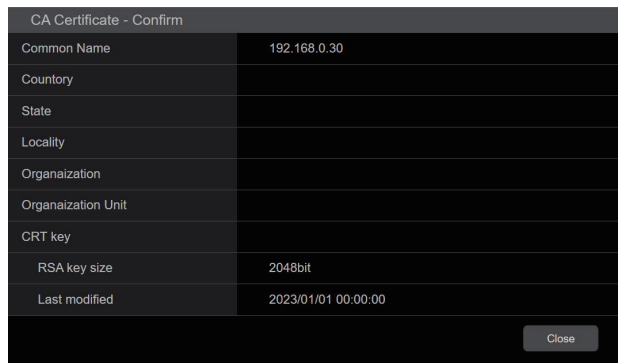 CA Certificate - Confirm
Common Name 192.168.0.30
Countory
State
Locality
Organaization
Organaization Unit
CRT key
RSA key size 2048bit
Last modified 2023/01/01 00:00:00
Close